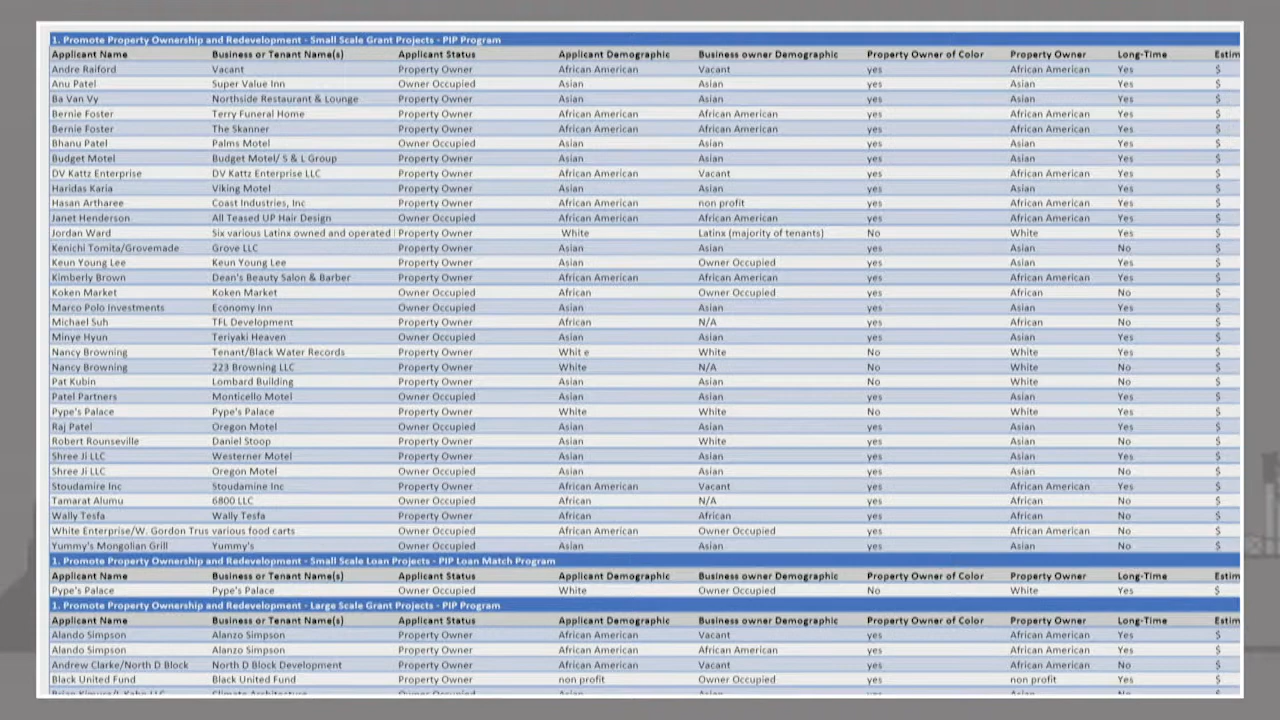 1. Promote Property Ownership and Redevelopment - Small Scale Grant Projects - PIP Program
Applicant Name Business or Tenant Name(s) Applicant Status Applicant Demographic Business owner Demographic Property Owner of Color Property Owner Long-Time Estim
Andre Raiford Vacant Property Owner African American Vacant yes African American Yes $
Anu Patel Super Value Inn Owner Occupied Asian Asian yes Asian Yes $
Ba Van Vy Northside Restaurant & Lounge Property Owner Asian Asian yes Asian Yes $
Bernie Foster Terry Funeral Home Property Owner African American African American yes African American Yes $
Bernie Foster The Skanner Property Owner African American African American yes African American Yes $
Bhanu Patel Palms Motel Owner Occupied Asian Asian yes Asian Yes $
Budget Motel Budget Motel/ S & L Group Property Owner Asian Asian yes Asian Yes $
DV Kattz Enterprise DV Kattz Enterprise LLC Property Owner African American Vacant yes African American Yes $
Haridas Karia Viking Motel Property Owner Asian Asian yes Asian Yes $
Hasan Artharee Coast Industries, Inc Property Owner African American non profit yes African American Yes $
Janet Henderson All Teased UP Hair Design Owner Occupied African American African American yes African American Yes $
Jordan Ward Six various Latinx owned and operated Property Owner White Latinx (majority of tenants) No White Yes $
Kenichi Tomita/Grovemade Grove LLC Property Owner Asian Asian yes Asian No $
Keun Young Lee Keun Young Lee Property Owner Asian Owner Occupied yes Asian Yes $
Kimberly Brown Dean's Beauty Salon & Barber Property Owner African American African American yes African American Yes $
Koken Market Koken Market Owner Occupied African Owner Occupied yes African No $
Marco Polo Investments Economy Inn Owner Occupied Asian Asian yes Asian Yes $
Michael Suh TFL Development Property Owner African N/A yes African No $
Minye Hyun Teriyaki Heaven Owner Occupied Asian Asian yes Asian Yes $
Nancy Browning Tenant/Black Water Records Property Owner Whit e White No White Yes $
Nancy Browning 223 Browning LLC Property Owner White N/A No White No $
Pat Kubin Lombard Building Property Owner Asian Asian No White No $
Patel Partners Monticello Motel Owner Occupied Asian Asian yes Asian Yes $
Pype's Palace Pype's Palace Property Owner White White No White Yes $
Raj Patel Oregon Motel Owner Occupied Asian Asian yes Asian Yes $
Robert Rounseville Daniel Stoop Property Owner Asian White yes Asian No $
Shree Ji LLC Westerner Motel Property Owner Asian Asian yes Asian Yes $
Shree Ji LLC Oregon Motel Owner Occupied Asian Asian yes Asian No $
Stoudamire Inc Stoudamine Inc Property Owner African American Vacant yes African American Yes $
Tamarat Alumu 6800 LLC Owner Occupied African N/A yes African No $
Wally Tesfa Wally Tesfa Property Owner African African yes African No $
White Enterprise/W. Gordon Trus various food carts Owner Occupied African American Owner Occupied yes African American No $
Yummy's Mongolian Grill Yummy's Owner Occupied Asian Asian yes Asian No $
1. Promote Property Ownership and Redevelopment - Small Scale Loan Projects - PIP Loan Match Program
Applicant Name Business or Tenant Name(s) Applicant Status Applicant Demographic Business owner Demographic Property Owner of Color Property Owner Long-Time Estim
Pype's Palace Pype's Palace Property Owner White Owner Occupied No White Yes $
1. Promote Property Ownership and Redevelopment - Large Scale Grant Projects - PIP Program
Applicant Name Business or Tenant Name(s) Applicant Status Applicant Demographic Business owner Demographic Property Owner of Color Property Owner Long-Time Estim
Alando Simpson Alanzo Simpson Property Owner African American Vacant yes African American Yes $
Alando Simpson Alanzo Simpson Property Owner African American African American yes African American Yes $
Andrew Clarke/North D Block North D Block Development Property Owner African American Vacant yes African American No $
Black United Fund Black United Fund Property Owner non profit Owner Occupied yes non profit Yes $